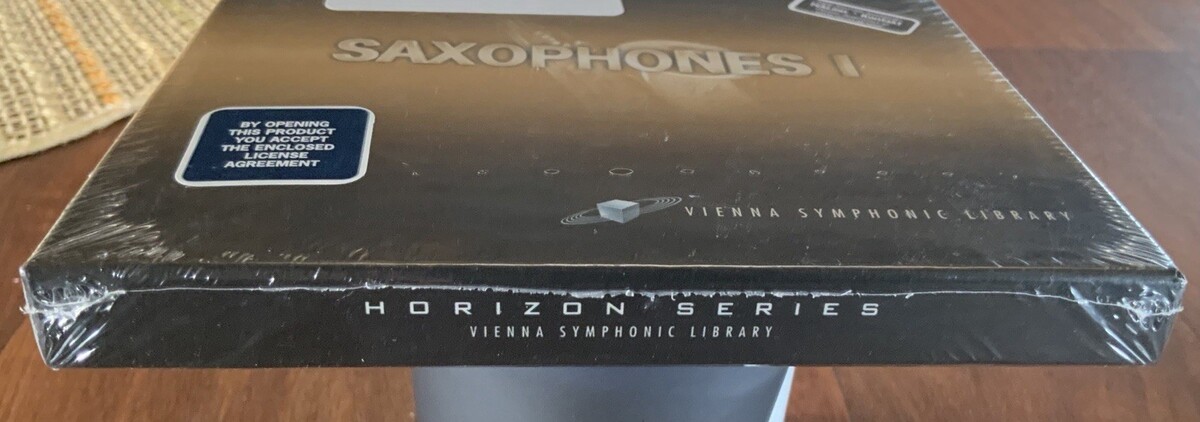 SAXOPHONES I
BY OPENING
THIS PRODUCT
YOU ACCEPT
THE ENCLOSED
LICENSE
AGREEMENT
VIENNA SYMPHONIC LIBRARY
HORIZON SERIES
VIENNA SYMPHONIC LIBRARY